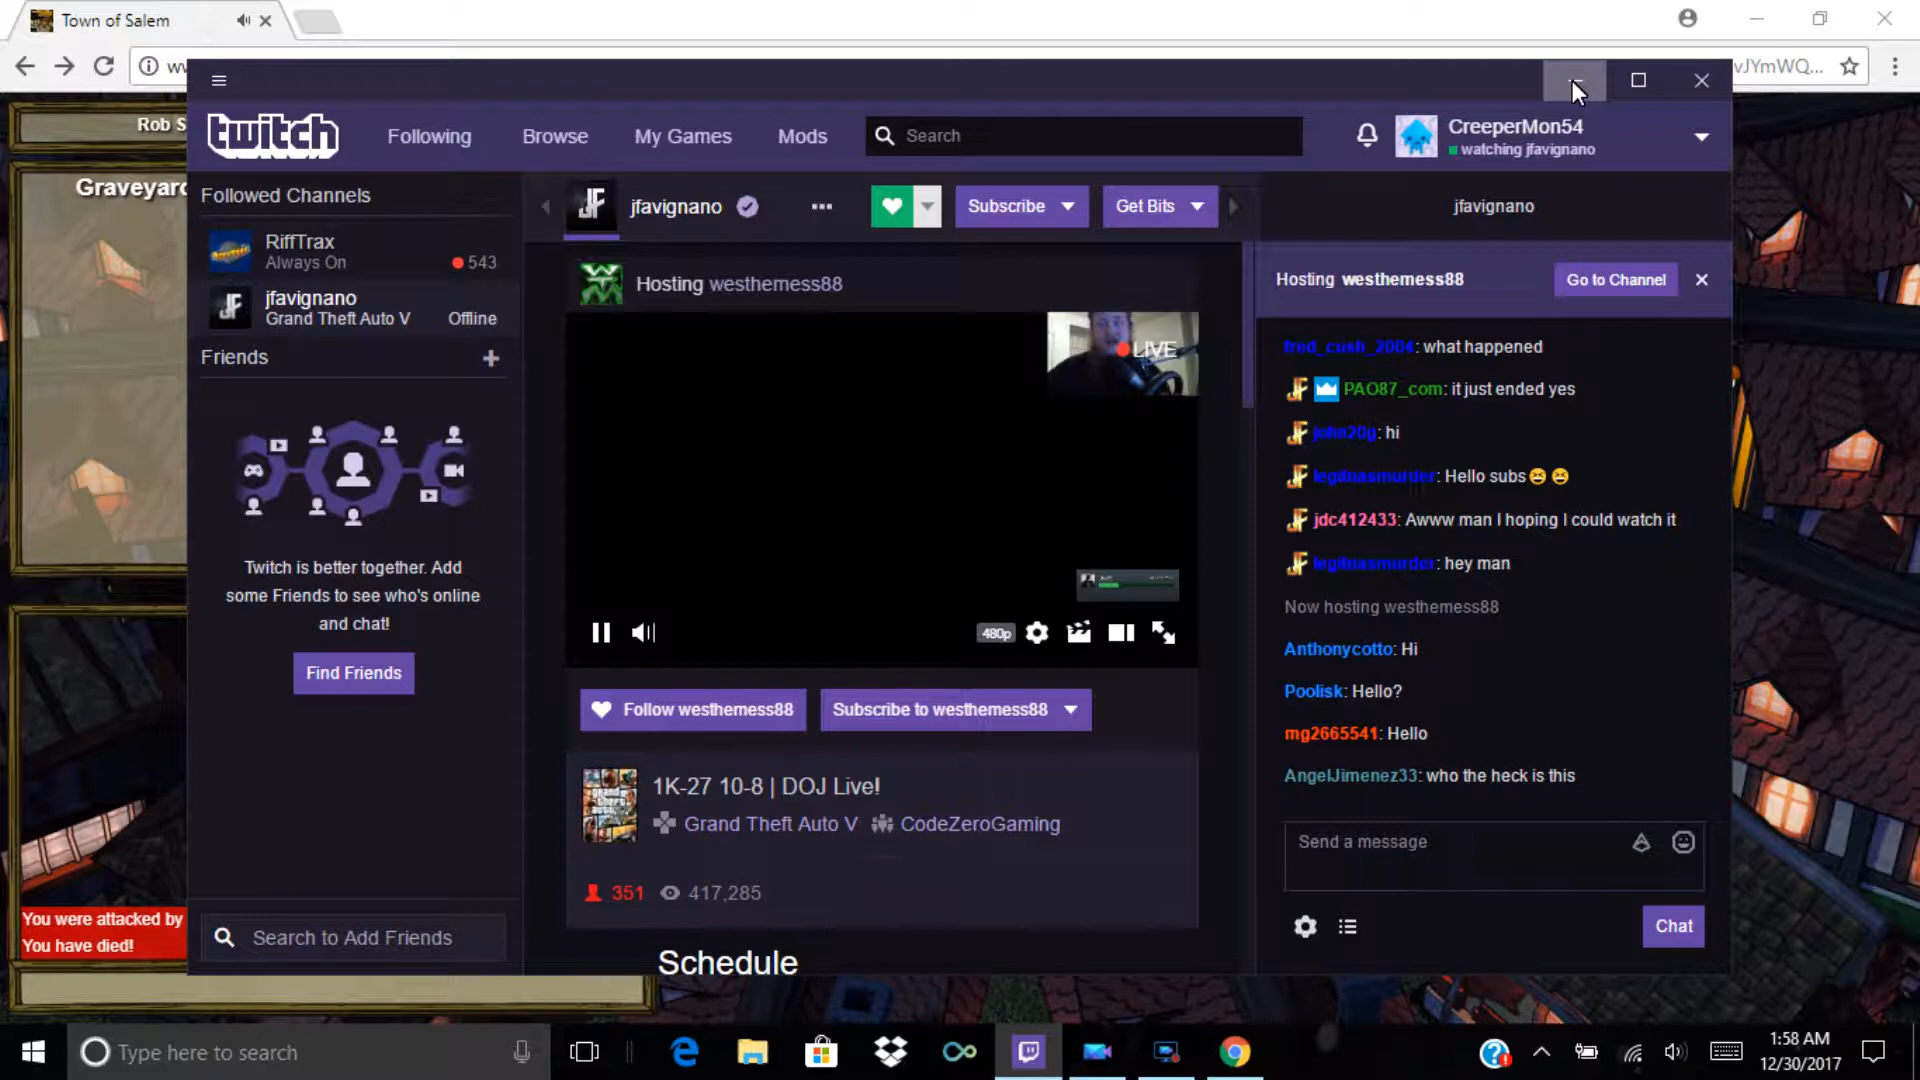 Town of Salem
vJYmWQ...
Rob S
Graveyard
twitch
Following
Browse
My Games
Mods
Search
CreeperMon54
watching jfavignano
Followed Channels
RiffTrax
Always On
543
jfavignano
Grand Theft Auto V
Offline
Friends
Twitch is better together. Add
some Friends to see who's online
and chat!
Find Friends
Search to Add Friends
You were attacked by
You have died!
JF
jfavignano
Subscribe
Get Bits
Hosting westhemess88
LIVE
480p
Follow westhemess88
Subscribe to westhemess88
1K-27 10-8 | DOJ Live!
Grand Theft Auto V
CodeZeroGaming
351
417,285
Schedule
jfavignano
Hosting westhemess88
Go to Channel
fred_cush_2004: what happened
PAO87_com: it just ended yes
john20g: hi
legitnasmurder: Hello subs😆 😆
jdc412433: Awww man I hoping I could watch it
legitnasmurder: hey man
Now hosting westhemess88
Anthonycotto: Hi
Poolisk: Hello?
mg2665541: Hello
AngelJimenez33: who the heck is this
Send a message
Chat
Type here to search
1:58 AM
12/30/2017